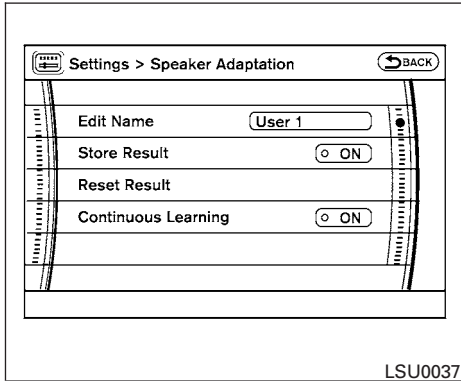 Settings > Speaker Adaptation BACK
Edit Name User 1
Store Result ON
Reset Result
Continuous Learning ON
LSU0037